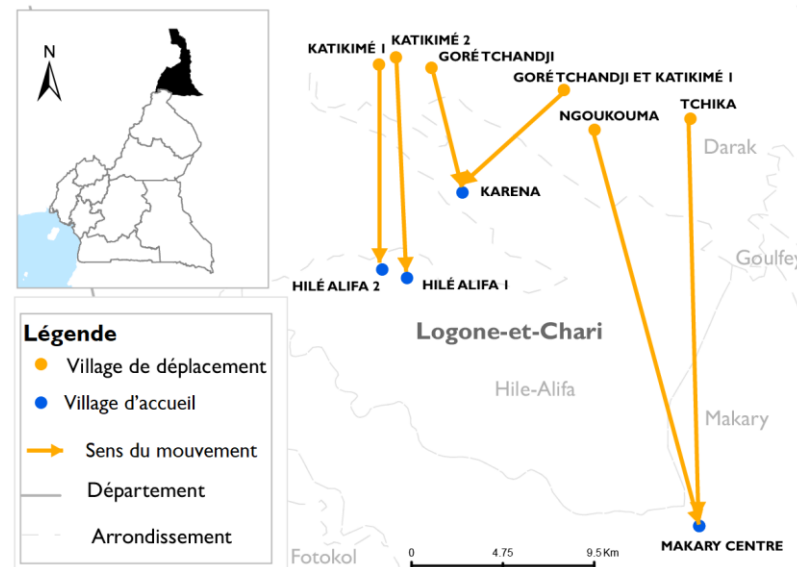 N
KATIKIMÉ 1
KATIKIMÉ 2
GORÉ TCHANDJI
GORÉ TCHANDJI ET KATIKIMÉ I
NGOUKOUMA
TCHIKA
Darak
KARENA
Goulfey
HILÉ ALIFA 2
HILÉ ALIFA 1
Logone-et-Chari
Hile-Alifa
Makary
MAKARY CENTRE
Fotokol
0 4.75 9.5 Km
Légende
Village de déplacement
Village d'accueil
Sens du mouvement
Département
Arrondissement